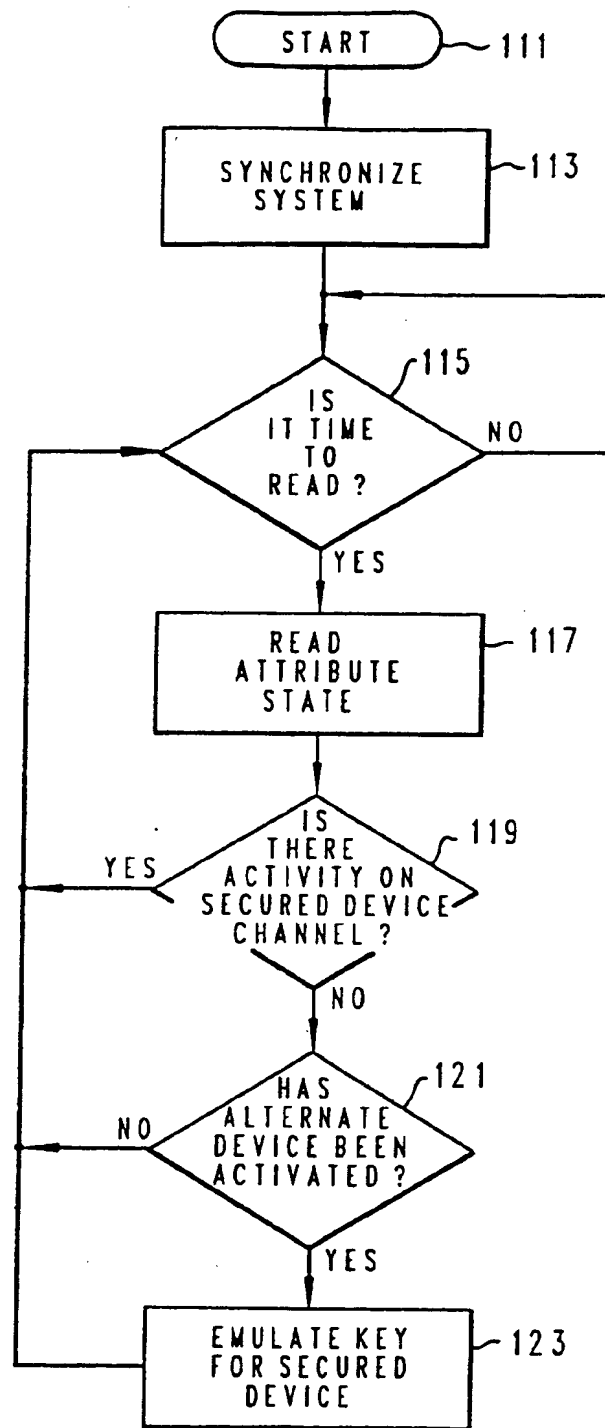 START
111
SYNCHRONIZE
SYSTEM
113
115
IS
IT TIME
TO
READ ?
NO
YES
READ
ATTRIBUTE
STATE
117
IS
THERE
ACTIVITY ON
SECURED DEVICE
CHANNEL ?
119
YES
NO
HAS
ALTERNATE
DEVICE BEEN
ACTIVATED ?
121
NO
YES
EMULATE KEY
FOR SECURED
DEVICE
123